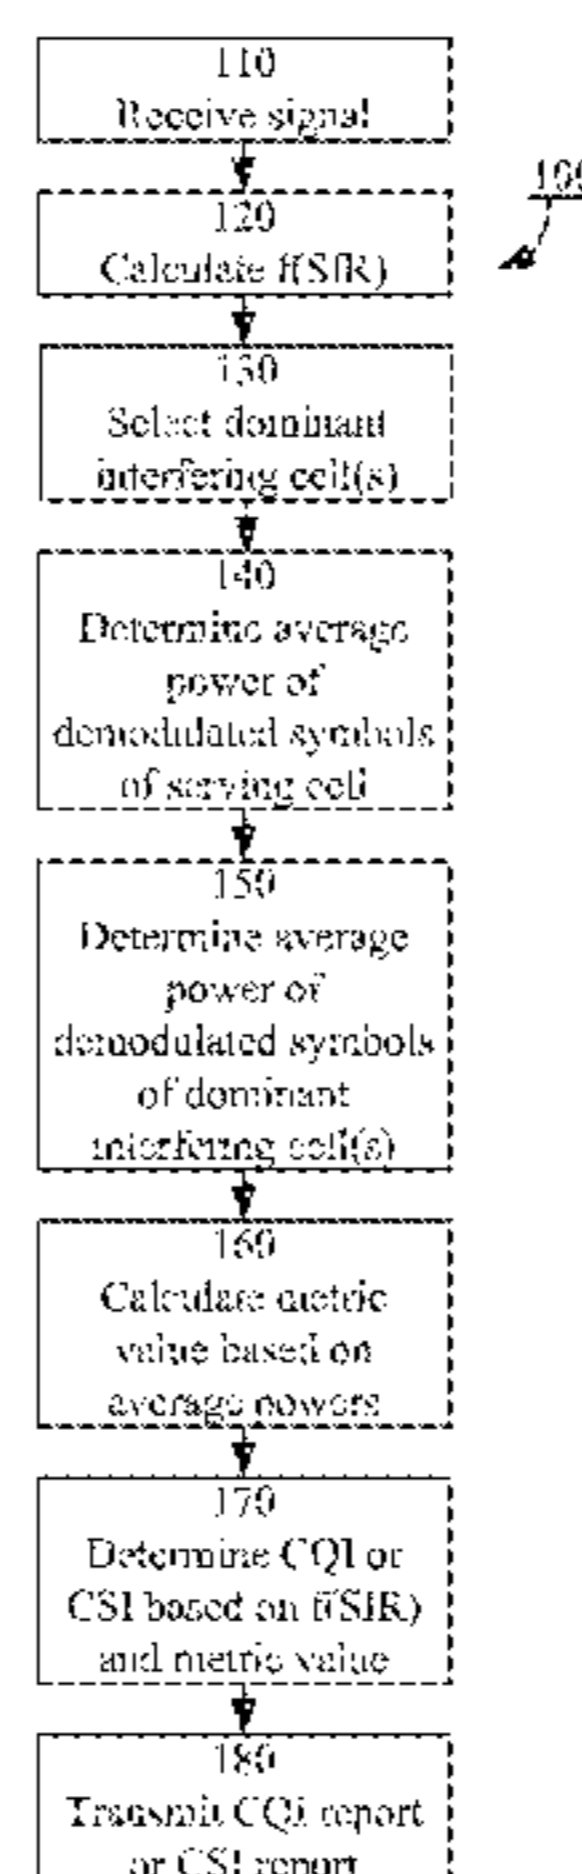 110
Receive signal
100
120
Calculate f(SIR)
130
Select dominant
interfering cell(s)
140
Determine average
power of
demodulated symbols
of serving cell
150
Determine average
power of
demodulated symbols
of dominant
interfering cell(s)
160
Calculate metric
value based on
average powers
170
Determine CQI or
CSI based on f(SIR)
and metric value
180
Transmit CQI report
or CSI report